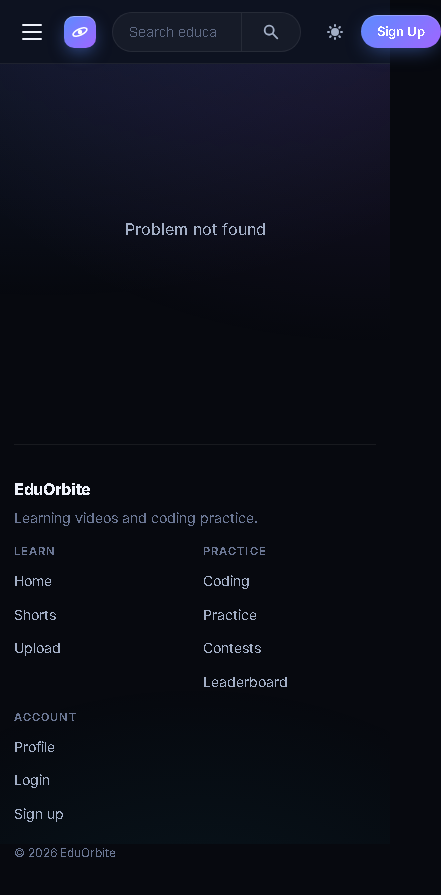 Search educa
Sign Up
Problem not found
EduOrbite
Learning videos and coding practice.
LEARN
Home
Shorts
Upload
PRACTICE
Coding
Practice
Contests
Leaderboard
ACCOUNT
Profile
Login
Sign up
© 2026 EduOrbite